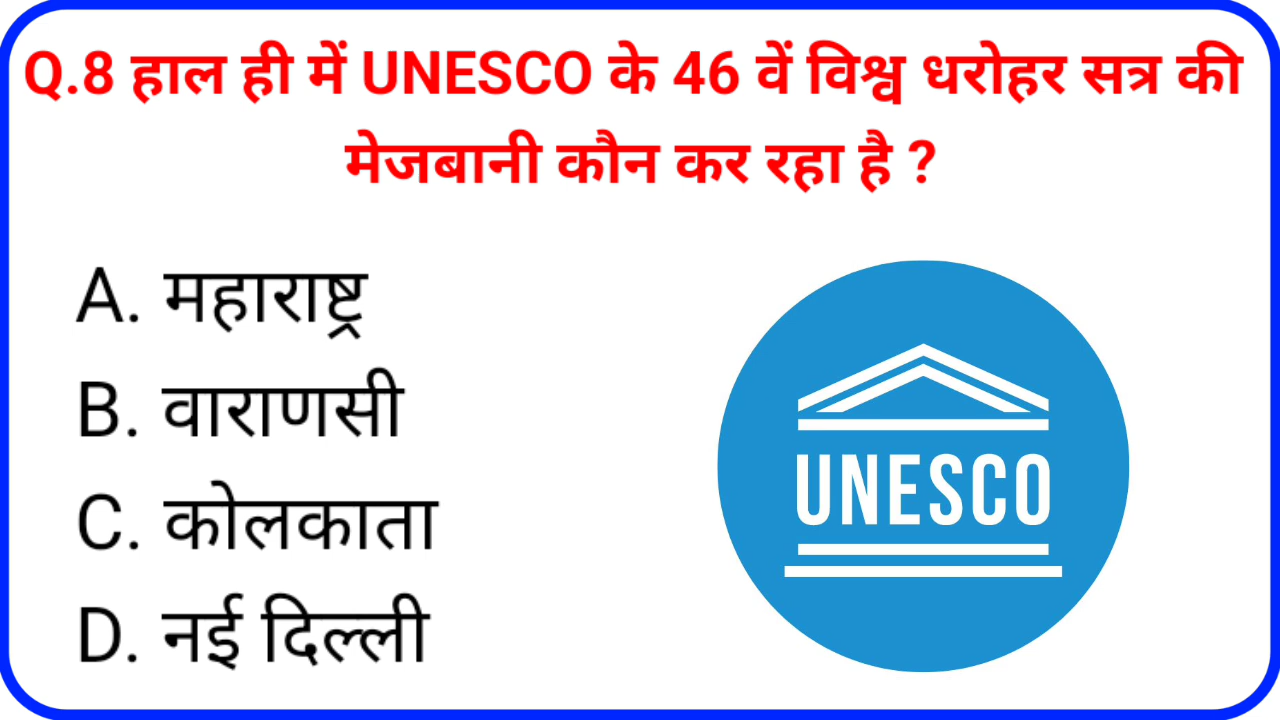 Q.8 हाल ही में UNESCO के 46 वें विश्व धरोहर सत्र की
मेजबानी कौन कर रहा है ?
A. महाराष्ट्र
B. वाराणसी
C. कोलकाता
D. नई दिल्ली
UNESCO